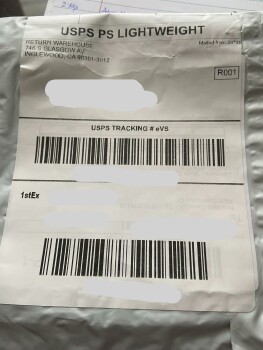 USPS PS LIGHTWEIGHT
RETURN WAREHOUSE
746 S GLASGOW AV
INGLEWOOD, CA 90301-3012
R001
USPS TRACKING # eVS
1stEx